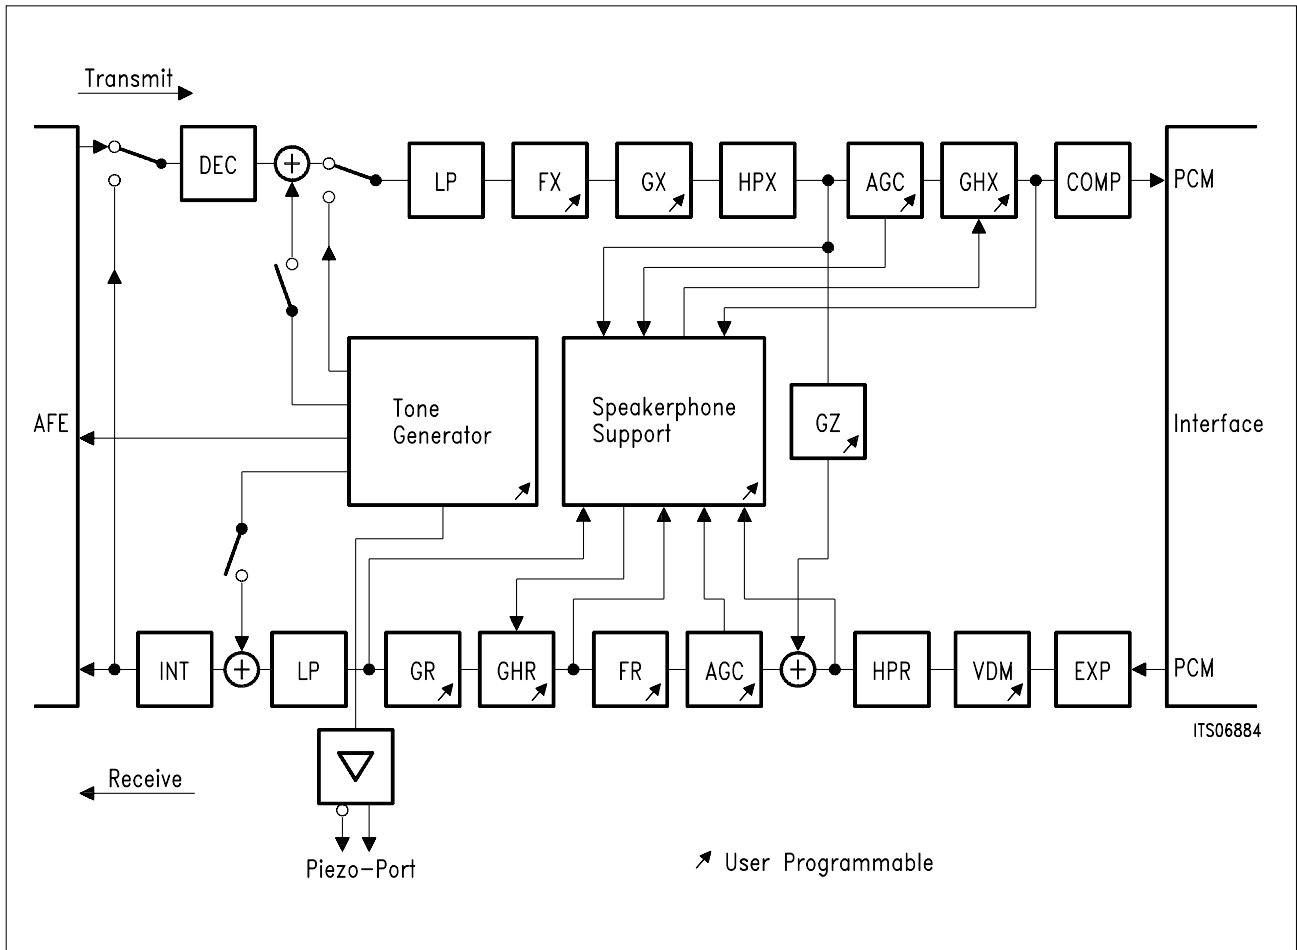 Transmit
DEC
+
LP
FX
GX
HPX
AGC
GHX
COMP
PCM
AFE
Tone
Generator
Speakerphone
Support
GZ
Interface
INT
+
LP
GR
GHR
FR
AGC
+
HPR
VDM
EXP
PCM
ITS06884
Receive
Piezo-Port
User Programmable